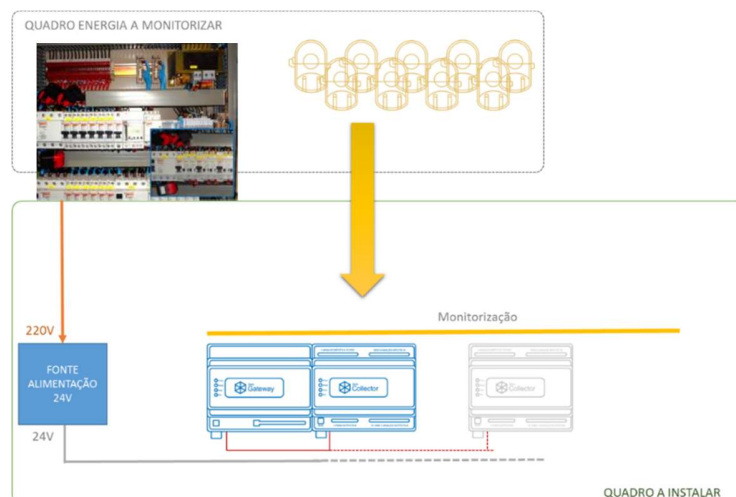 QUADRO ENERGIA A MONITORIZAR
Monitorização
220V
FONTE
ALIMENTAÇÃO
24V
Gateway
Collector
Collector
24V
QUADRO A INSTALAR